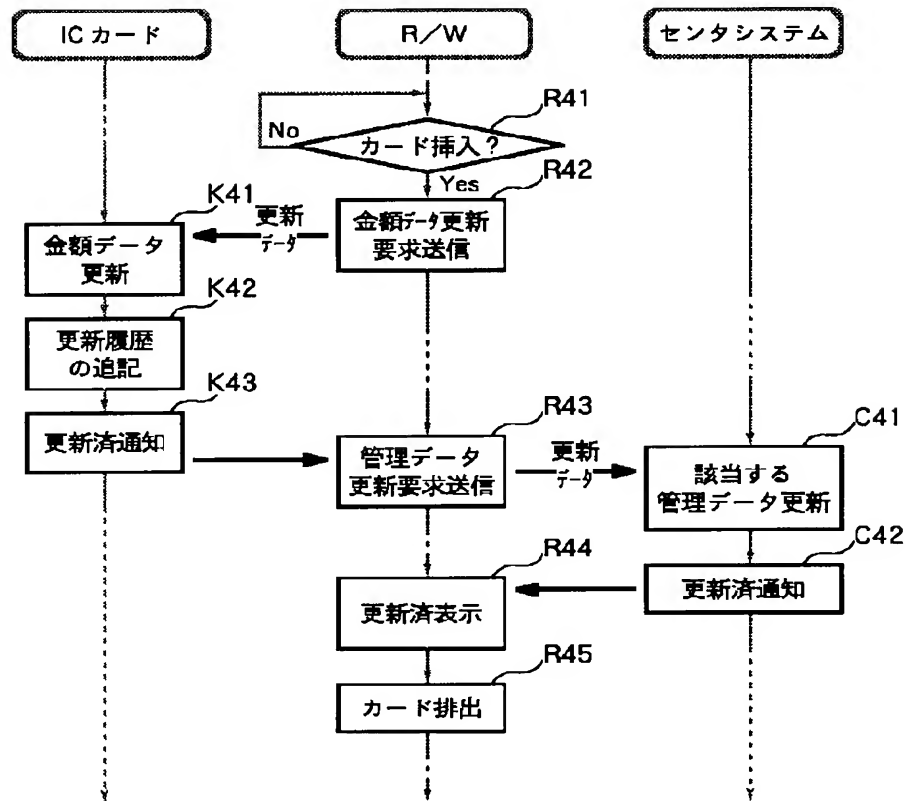 IC カード
R／W
センタシステム
R41
No
カード挿入？
Yes
R42
K41
更新
データ
金額データ更新
要求送信
金額データ
更新
K42
更新履歴
の追記
K43
更新済通知
R43
管理データ
更新要求送信
更新
データ
C41
該当する
管理データ更新
C42
更新済通知
R44
更新済表示
R45
カード排出